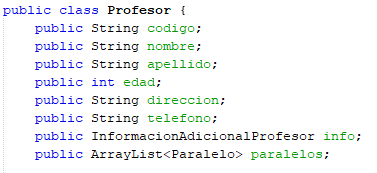 public class Profesor {
    public String codigo;
    public String nombre;
    public String apellido;
    public int edad;
    public String direccion;
    public String telefono;
    public InformacionAdicionalProfesor info;
    public ArrayList<Paralelo> paralelos;